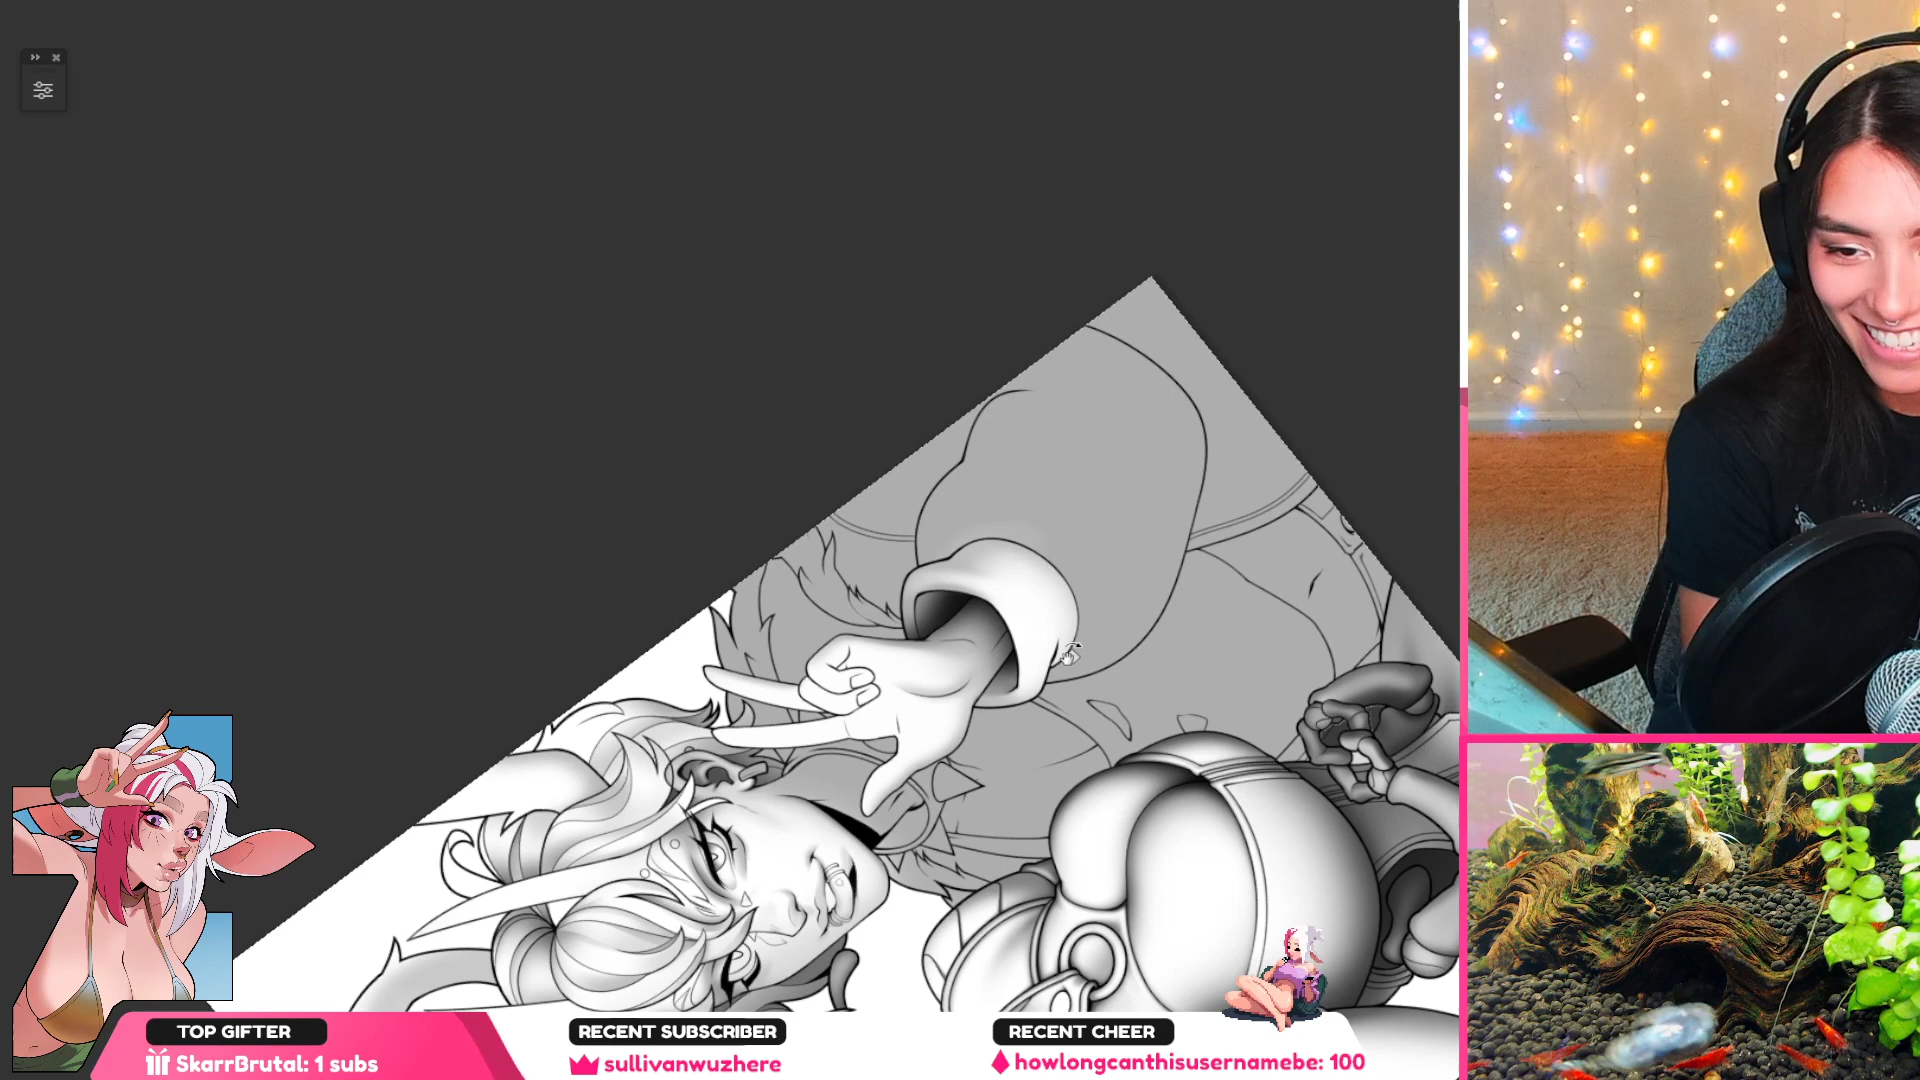 TOP GIFTER
SkarrBrutal: 1 subs
RECENT SUBSCRIBER
sullivanwuzhere
RECENT CHEER
howlongcanthisusernamebe: 100